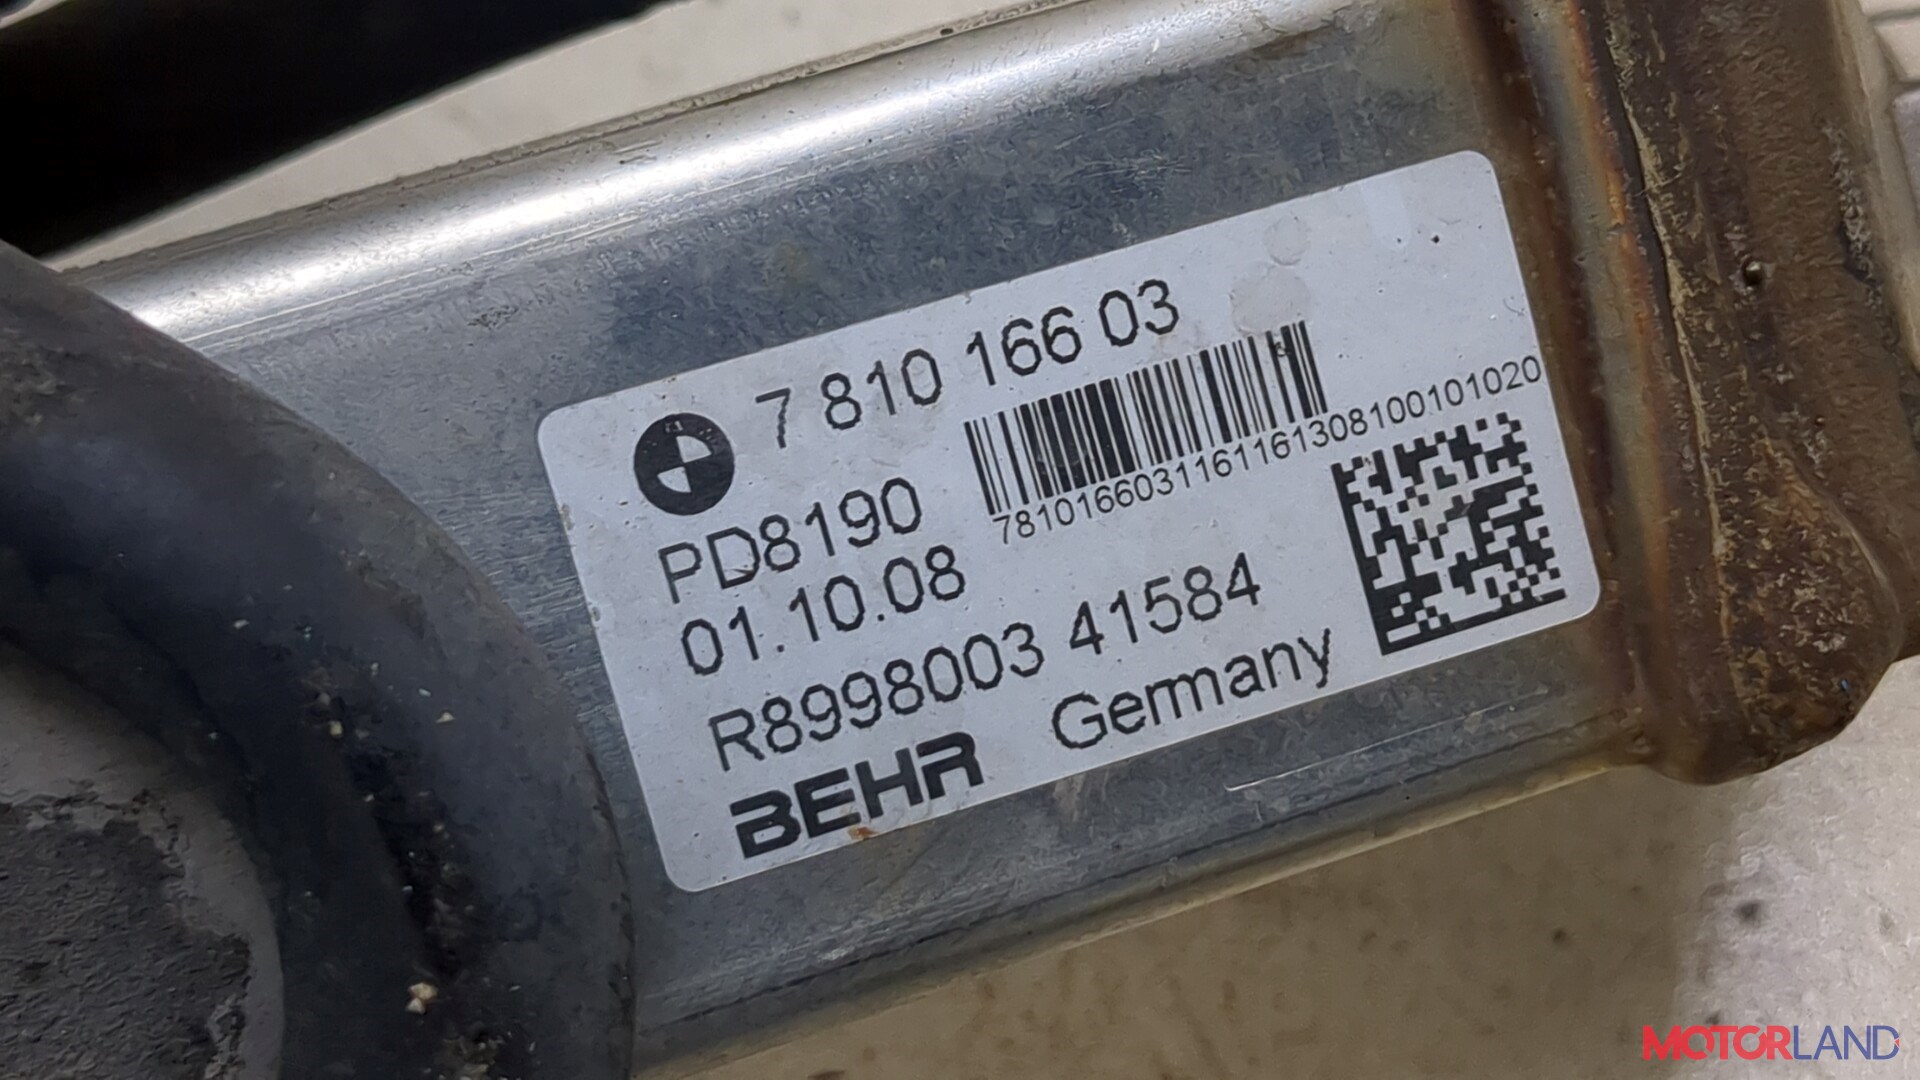 7 810 166 03
7810166031161161308100101020
PD8190
01.10.08
R8998003 41584
BEHR Germany
MOTORLAND